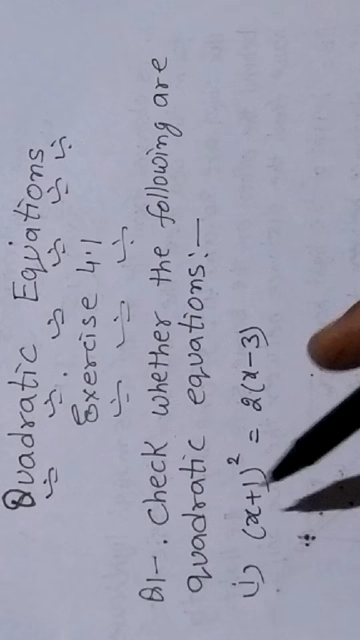 Quadratic Equations
Exercise 4.1
Q1-. Check whether the following are
quadratic equations:-
i) (x+1)² = 2(x-3)